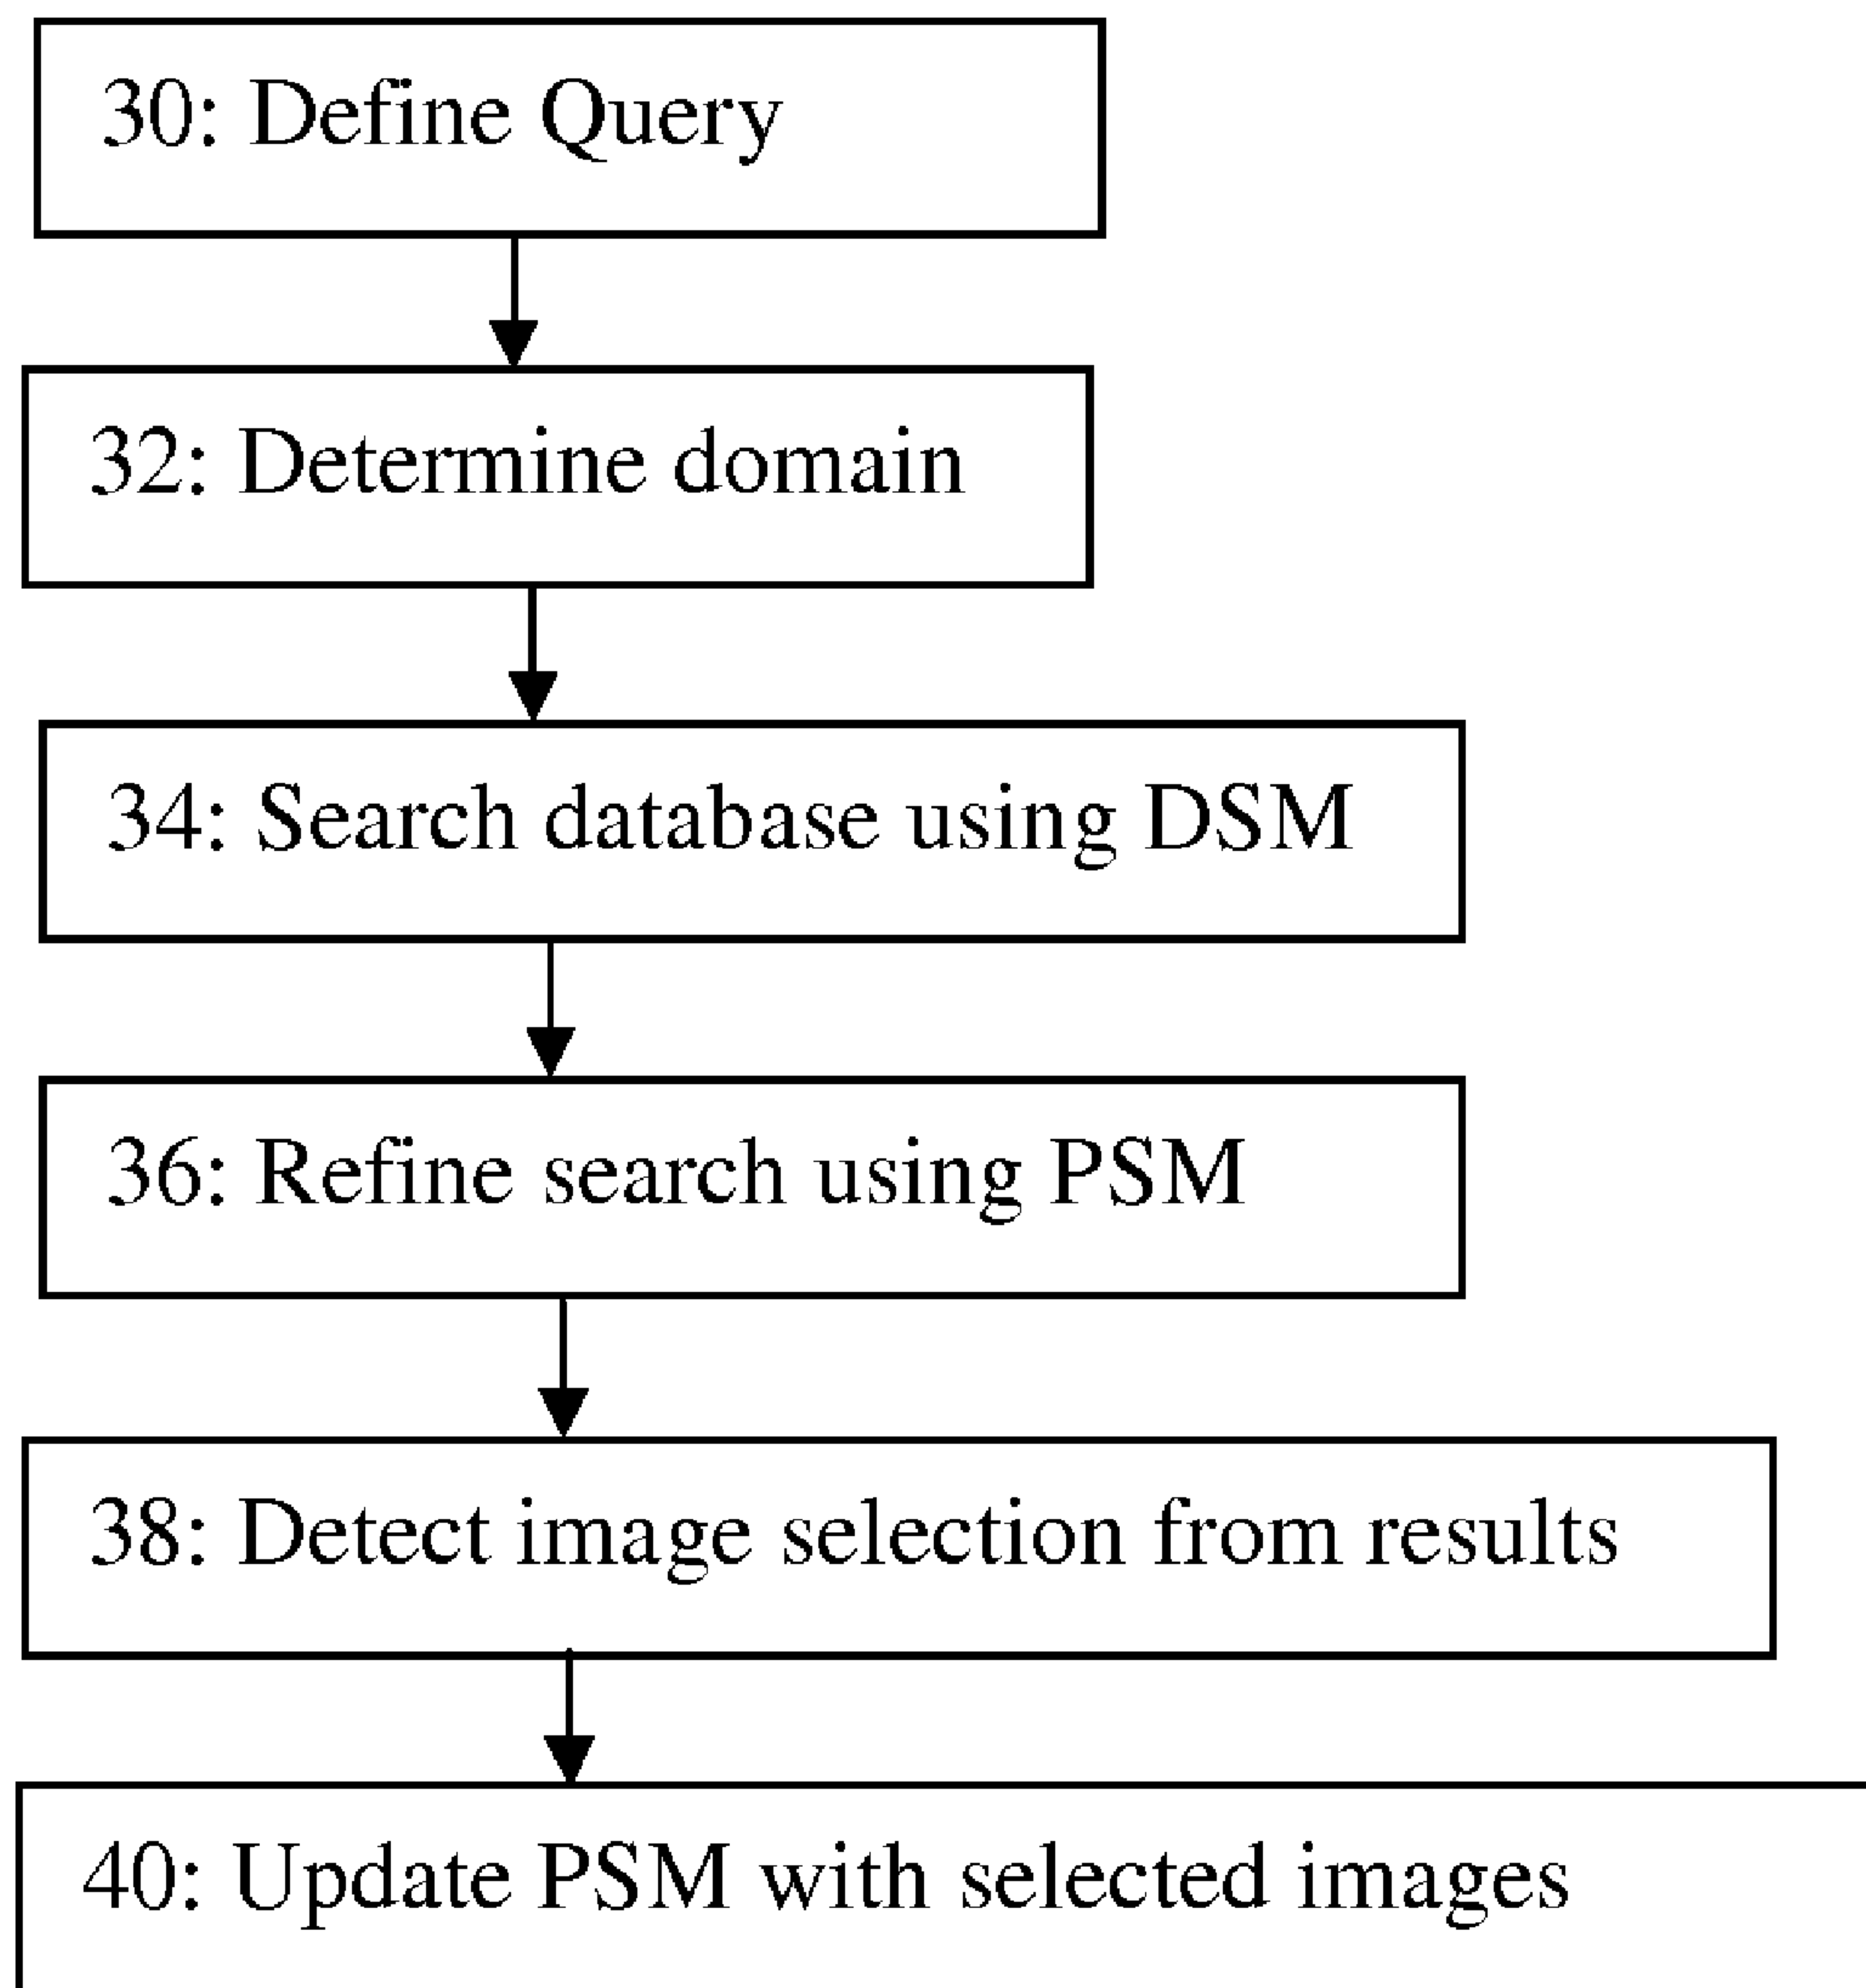 30: Define Query
32: Determine domain
34: Search database using DSM
36: Refine search using PSM
38: Detect image selection from results
40: Update PSM with selected images